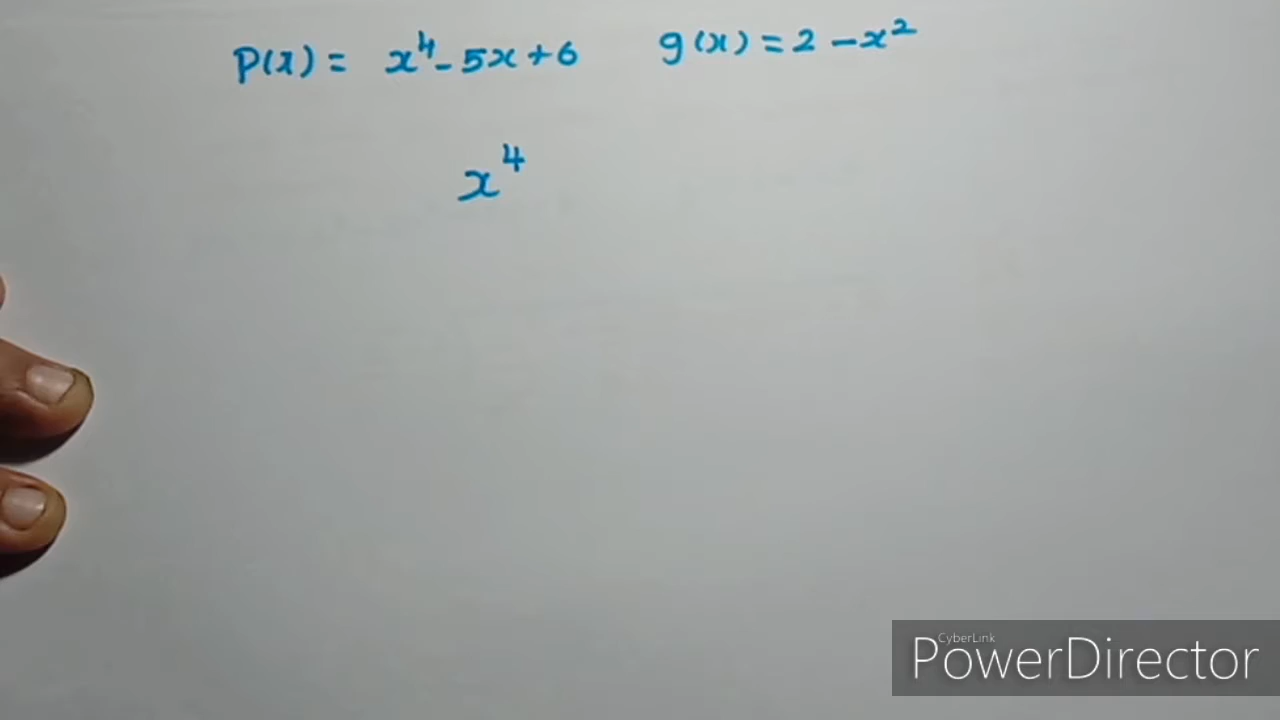 P(x) = x⁴ - 5x + 6 g(x) = 2 - x²
x⁴
CyberLink
PowerDirector